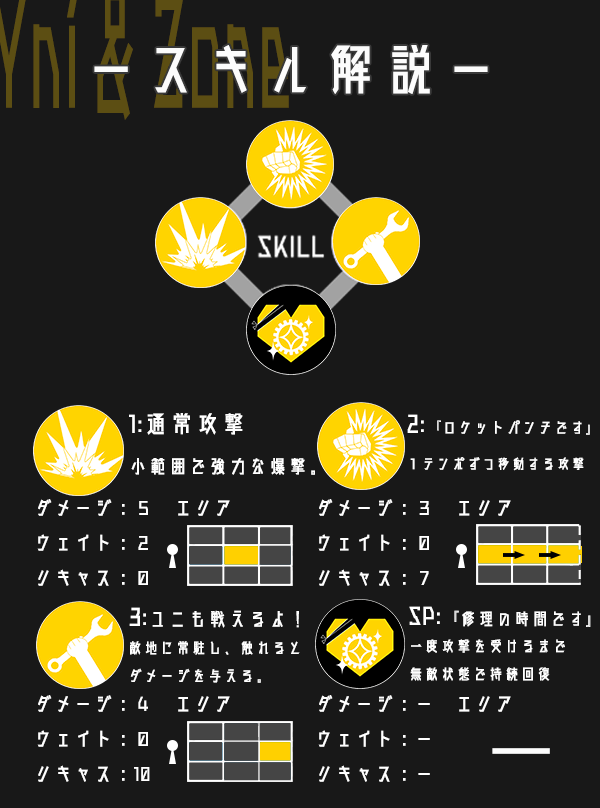 Yni & Zone
ースキル解説ー
SKILL
1:通常攻撃
小範囲で強力な爆撃。
ダメージ：5 エリア
ウェイト：2
リキャス：0
2:「ロケットパンチです」
1テンポずつ移動する攻撃
ダメージ：3 エリア
ウェイト：0
リキャス：7
3:ユニも戦えるよ！
敵地に常駐し、触れると
ダメージを与える。
ダメージ：4 エリア
ウェイト：0
リキャス：10
SP:「修理の時間です」
一度攻撃を受けるまで
無敵状態で持続回復
ダメージ：ー エリア
ウェイト：ー
リキャス：ー